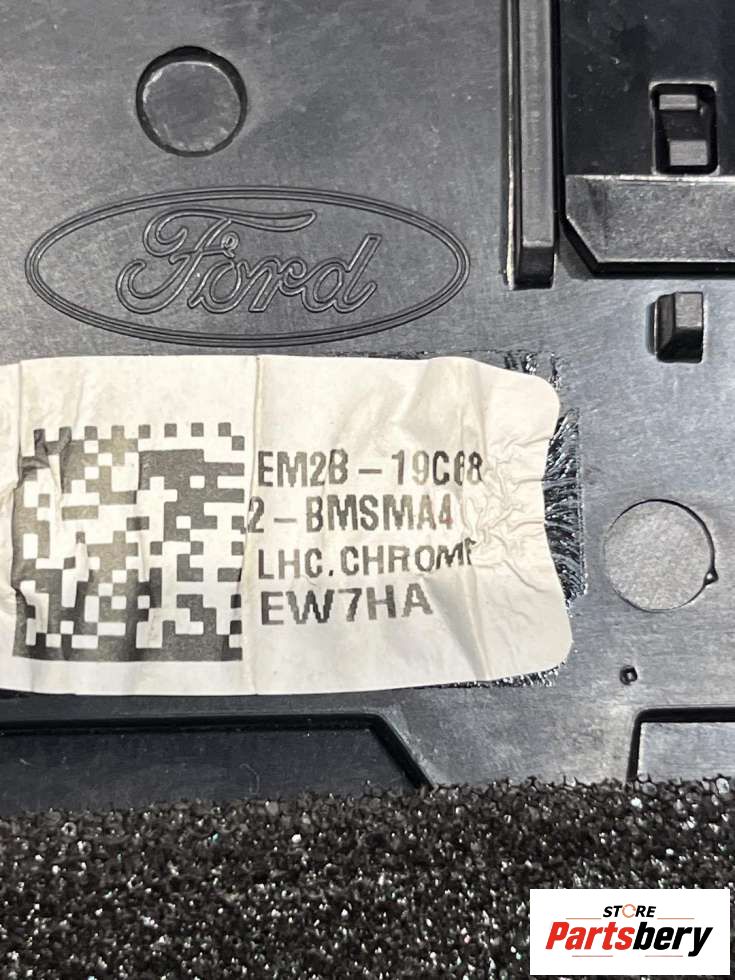 Ford
EM2B-19C68
2-BMSMA4
LHC.CHROME
EW7HA
STORE
Partsbery